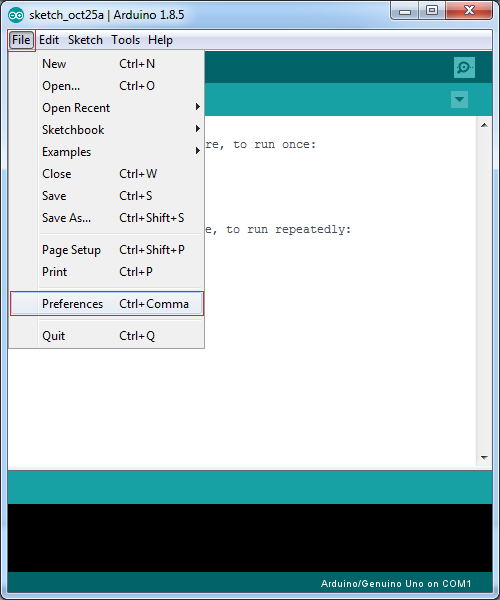 sketch_oct25a | Arduino 1.8.5
File Edit Sketch Tools Help
New Ctrl+N
Open... Ctrl+O
Open Recent
re, to run once:
Sketchbook
Examples
Close Ctrl+W
Save Ctrl+S
Save As... Ctrl+Shift+S
e, to run repeatedly:
Page Setup Ctrl+Shift+P
Print Ctrl+P
Preferences Ctrl+Comma
Quit Ctrl+Q
Arduino/Genuino Uno on COM1